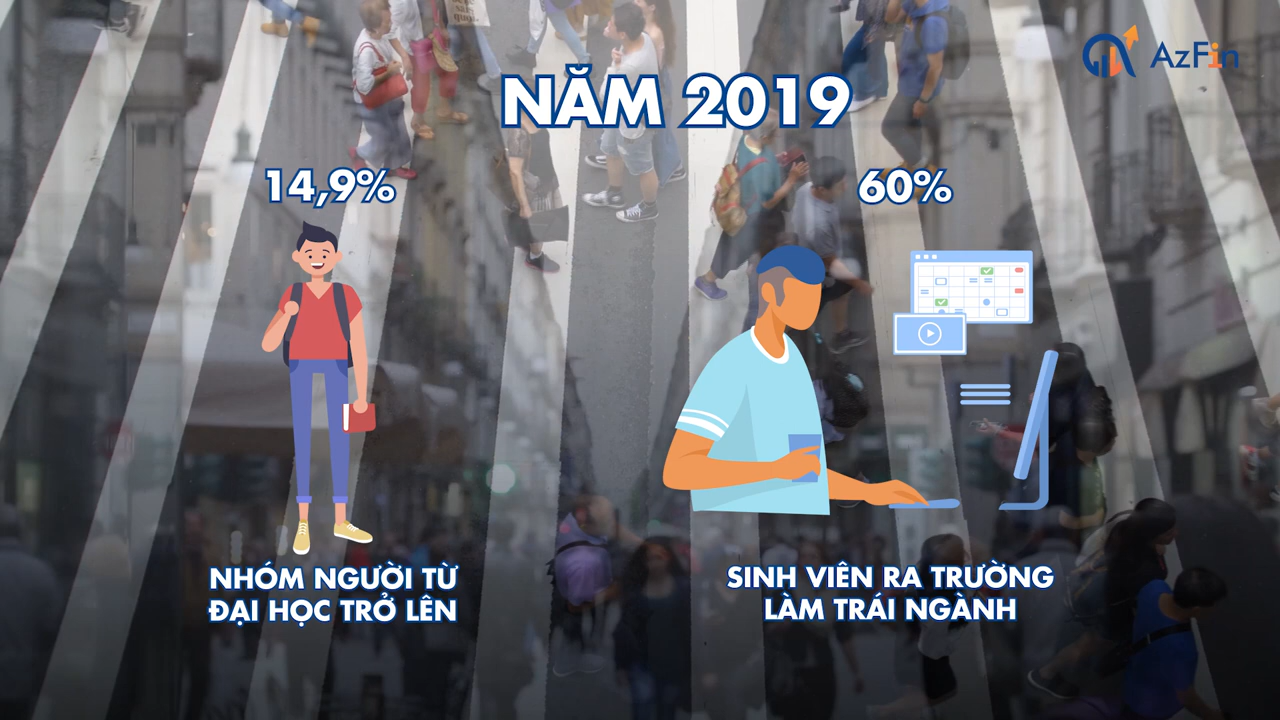 AzFin
NĂM 2019
14,9%
60%
NHÓM NGƯỜI TỪ
ĐẠI HỌC TRỞ LÊN
SINH VIÊN RA TRƯỜNG
LÀM TRÁI NGÀNH